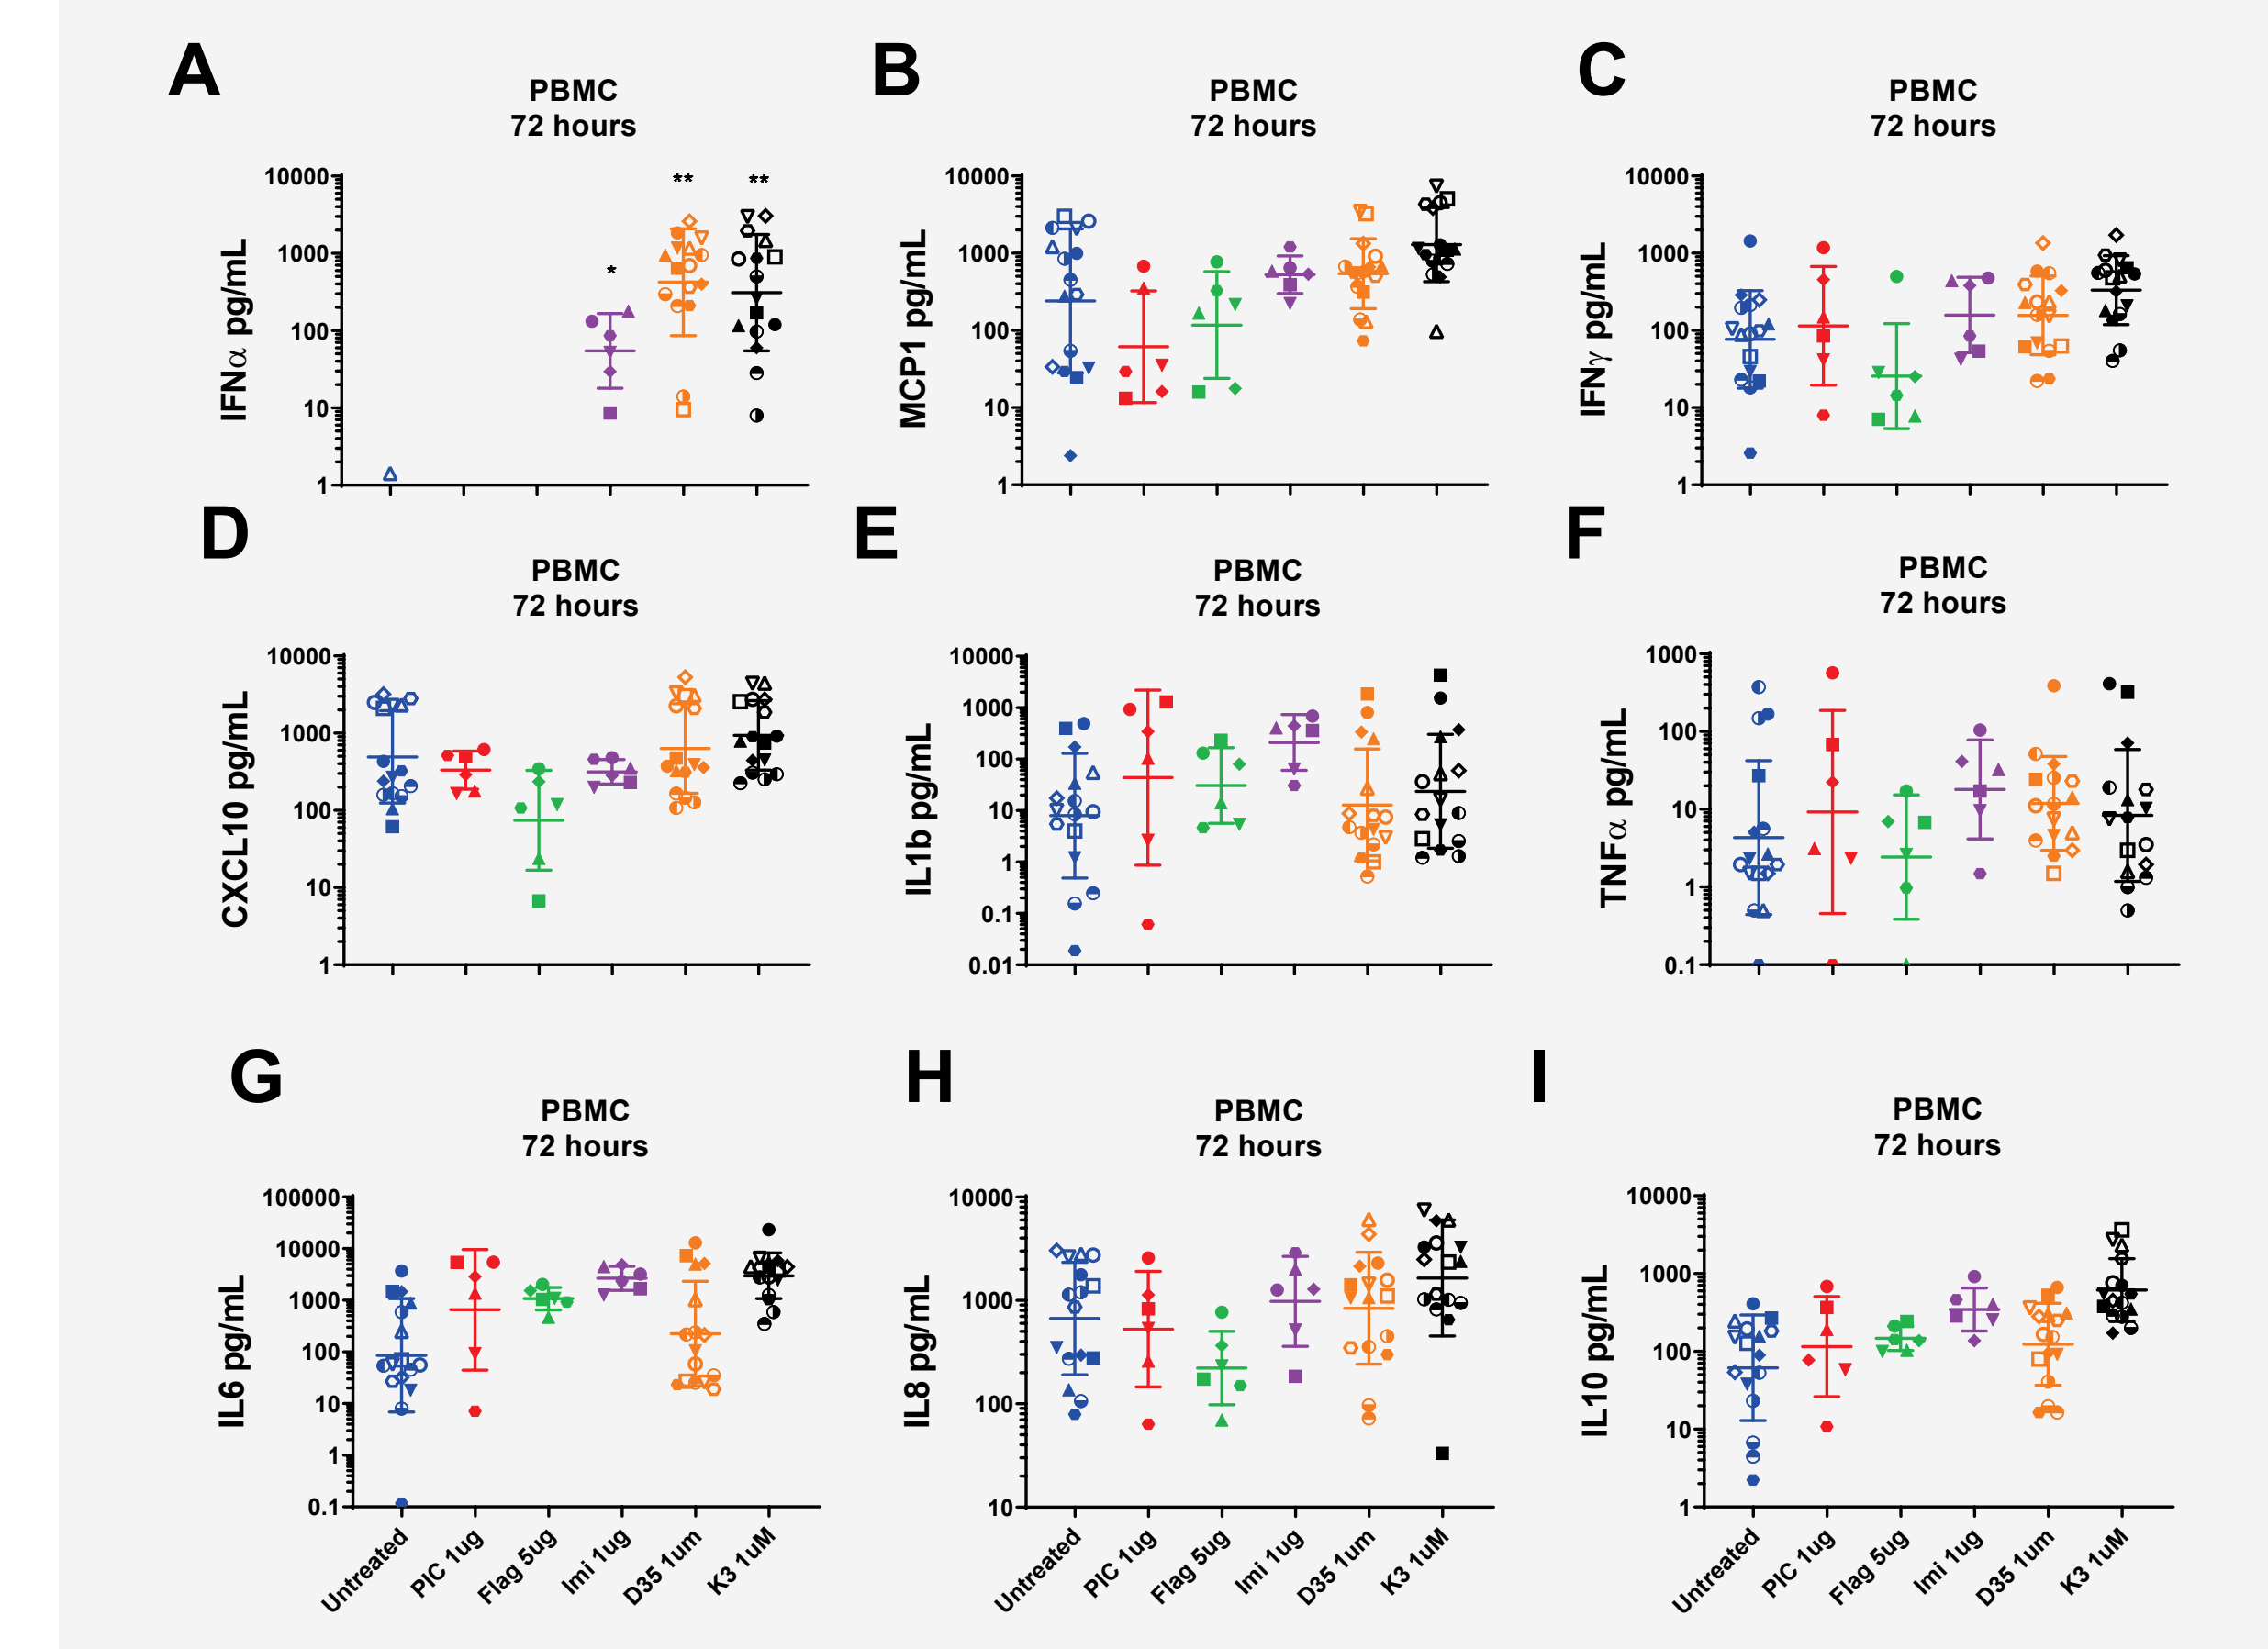 A
PBMC
72 hours
IFNα pg/mL
10000
1000
100
10
1
*
**
**
B
PBMC
72 hours
MCP1 pg/mL
10000
1000
100
10
1
C
PBMC
72 hours
IFNγ pg/mL
10000
1000
100
10
1
D
PBMC
72 hours
CXCL10 pg/mL
10000
1000
100
10
1
E
PBMC
72 hours
IL1b pg/mL
10000
1000
100
10
1
0.1
0.01
F
PBMC
72 hours
TNFα pg/mL
1000
100
10
1
0.1
G
PBMC
72 hours
IL6 pg/mL
100000
10000
1000
100
10
1
0.1
Untreated
PIC 1ug
Flag 5ug
Imi 1ug
D35 1um
K3 1uM
H
PBMC
72 hours
IL8 pg/mL
10000
1000
100
10
Untreated
PIC 1ug
Flag 5ug
Imi 1ug
D35 1um
K3 1uM
I
PBMC
72 hours
IL10 pg/mL
10000
1000
100
10
1
Untreated
PIC 1ug
Flag 5ug
Imi 1ug
D35 1um
K3 1uM